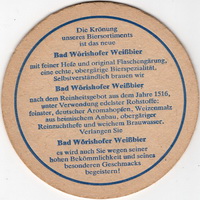 Die Krönung
unseres Biersortiments
ist das neue
Bad Wörishofer Weißbier
mit feiner Hefe und original Flaschengärung,
eine echte, obergärige Bierspezialität.
Selbstverständlich brauen wir
Bad Wörishofer Weißbier
nach dem Reinheitsgebot aus dem Jahre 1516,
unter Verwendung edelster Rohstoffe:
feinster, deutscher Aromahopfen, Weizenmalz
aus heimischem Anbau, obergäriger
Reinzuchthefe und weichem Brauwasser.
Verlangen Sie
Bad Wörishofer Weißbier
es wird auch Sie wegen seiner
hohen Bekömmlichkeit und seines
besonderen Geschmacks
begeistern!